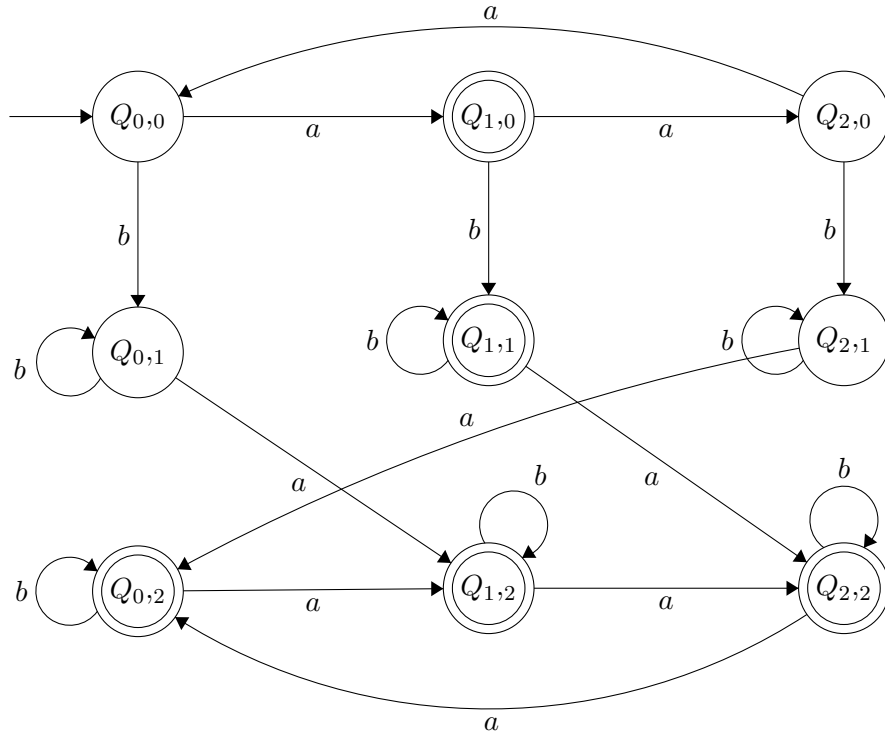 a
Q₀,₀ a Q₁,₀ a Q₂,₀
b b b
b Q₀,₁ b Q₁,₁ b Q₂,₁
a
a a
b b
b Q₀,₂ a Q₁,₂ a Q₂,₂
a